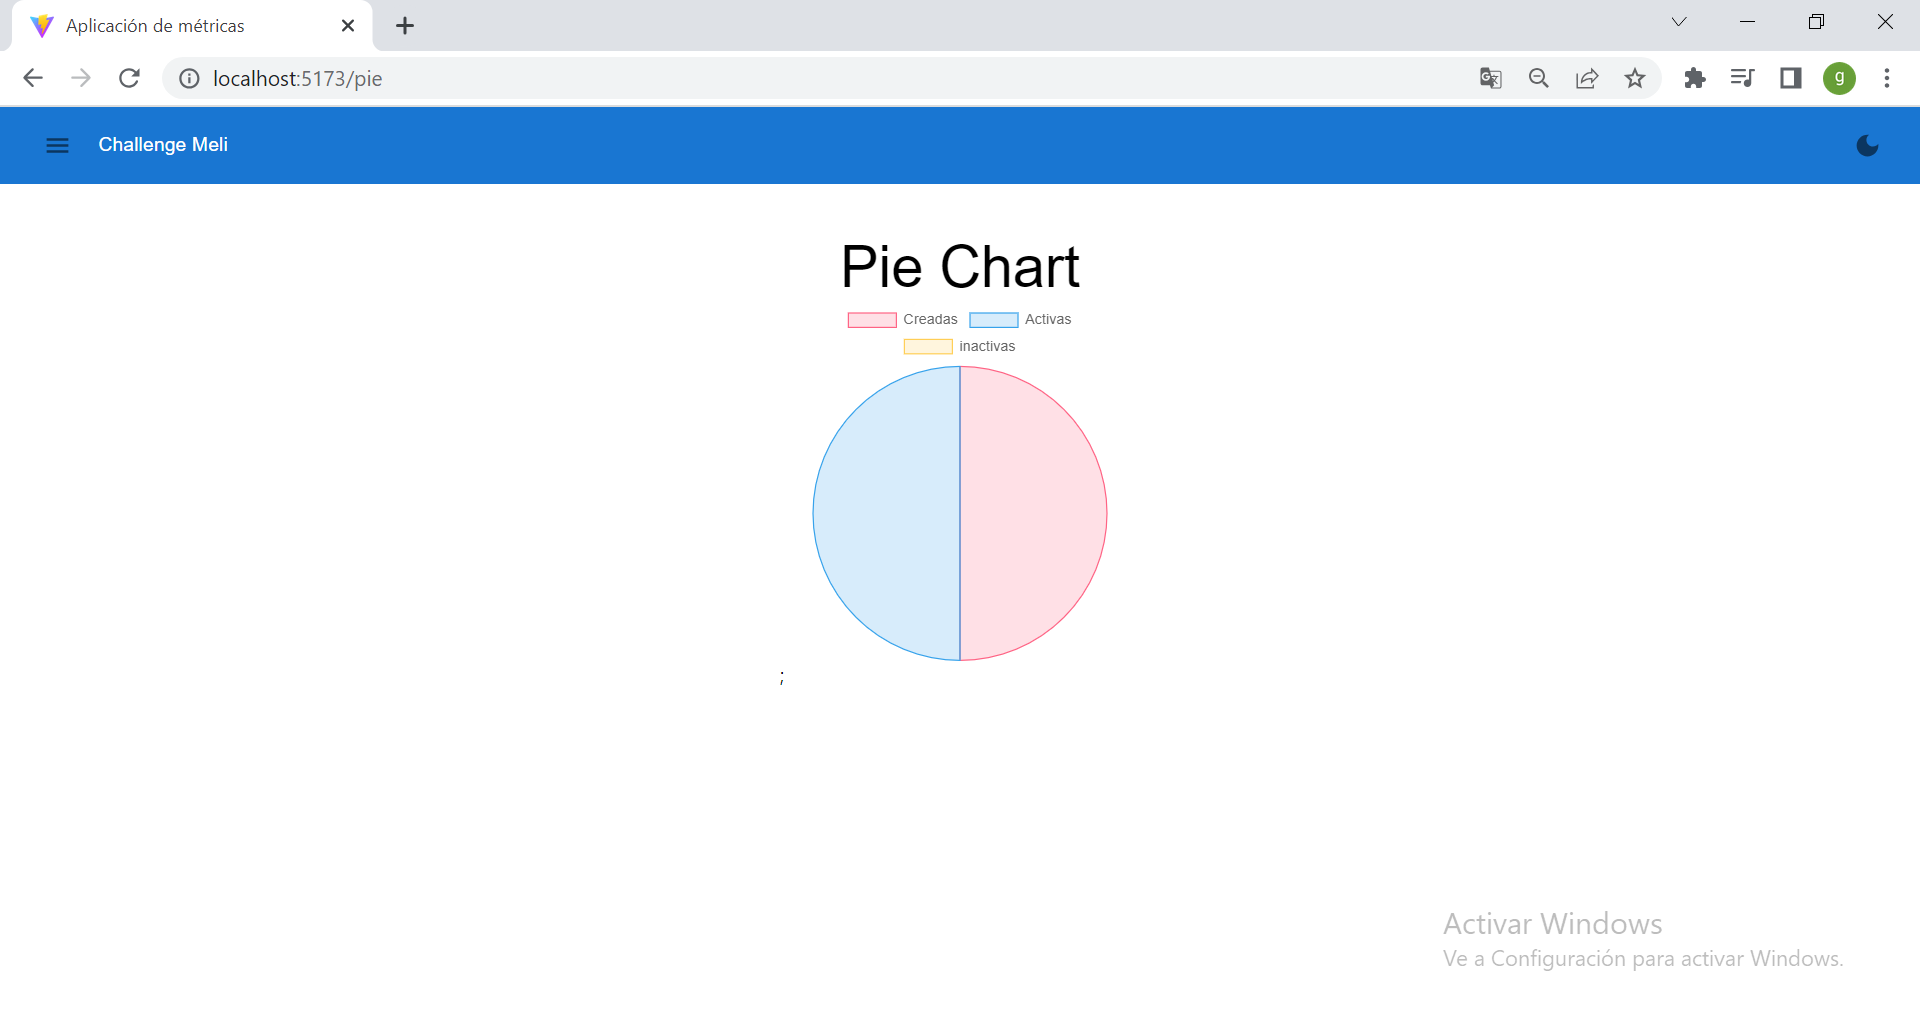 Aplicación de métricas
localhost:5173/pie
g
Challenge Meli
Pie Chart
Creadas Activas
inactivas
;
Activar Windows
Ve a Configuración para activar Windows.